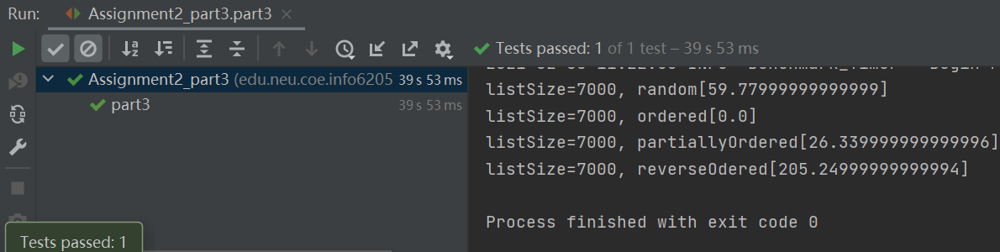 Run: Assignment2_part3.part3 ×
Tests passed: 1 of 1 test – 39 s 53 ms
Assignment2_part3 (edu.neu.coe.info6205 39 s 53 ms
part3 39 s 53 ms
listSize=7000, random[59.77999999999999]
listSize=7000, ordered[0.0]
listSize=7000, partiallyOrdered[26.339999999999996]
listSize=7000, reverseOdered[205.24999999999994]
Process finished with exit code 0
Tests passed: 1